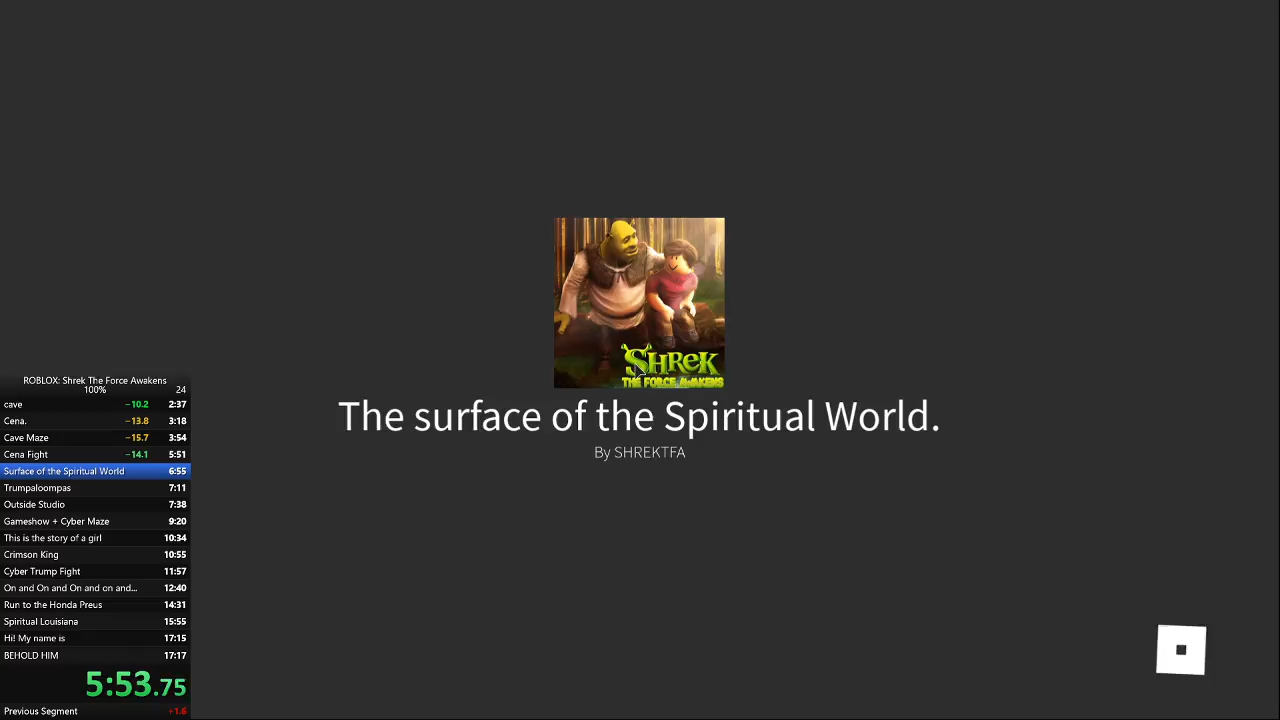 SHREK
THE FORCE AWAKENS
The surface of the Spiritual World.
By SHREKTFA
ROBLOX: Shrek The Force Awakens
100% 24
cave −10.2 2:37
Cena. −13.8 3:18
Cave Maze −15.7 3:54
Cena Fight −14.1 5:51
Surface of the Spiritual World 6:55
Trumpaloompas 7:11
Outside Studio 7:38
Gameshow + Cyber Maze 9:20
This is the story of a girl 10:34
Crimson King 10:55
Cyber Trump Fight 11:57
On and On and On and on and... 12:40
Run to the Honda Preus 14:31
Spiritual Louisiana 15:55
Hi! My name is 17:15
BEHOLD HIM 17:17
5:53.75
Previous Segment +1.6